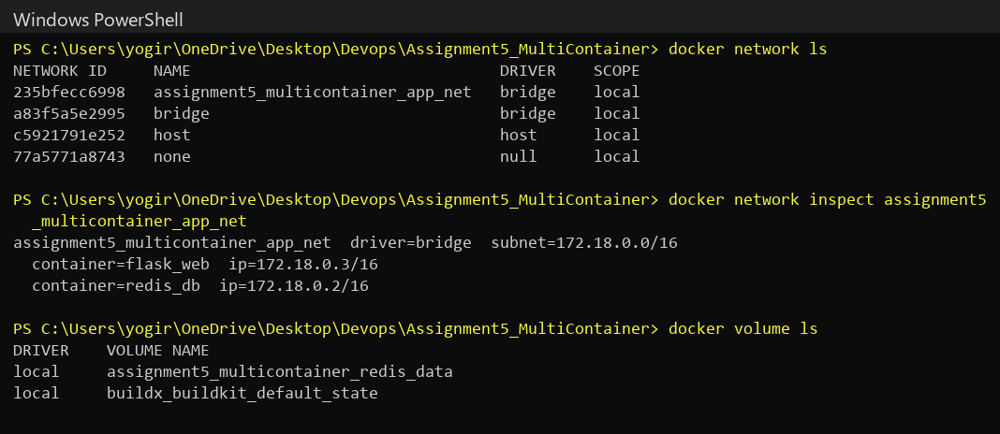 Windows PowerShell
PS C:\Users\yogir\OneDrive\Desktop\Devops\Assignment5_MultiContainer> docker network ls
NETWORK ID     NAME                                 DRIVER    SCOPE
235bfecc6998   assignment5_multicontainer_app_net   bridge    local
a83f5a5e2995   bridge                               bridge    local
c5921791e252   host                                 host      local
77a5771a8743   none                                 null      local
PS C:\Users\yogir\OneDrive\Desktop\Devops\Assignment5_MultiContainer> docker network inspect assignment5
  _multicontainer_app_net
assignment5_multicontainer_app_net  driver=bridge  subnet=172.18.0.0/16
  container=flask_web  ip=172.18.0.3/16
  container=redis_db  ip=172.18.0.2/16
PS C:\Users\yogir\OneDrive\Desktop\Devops\Assignment5_MultiContainer> docker volume ls
DRIVER    VOLUME NAME
local     assignment5_multicontainer_redis_data
local     buildx_buildkit_default_state